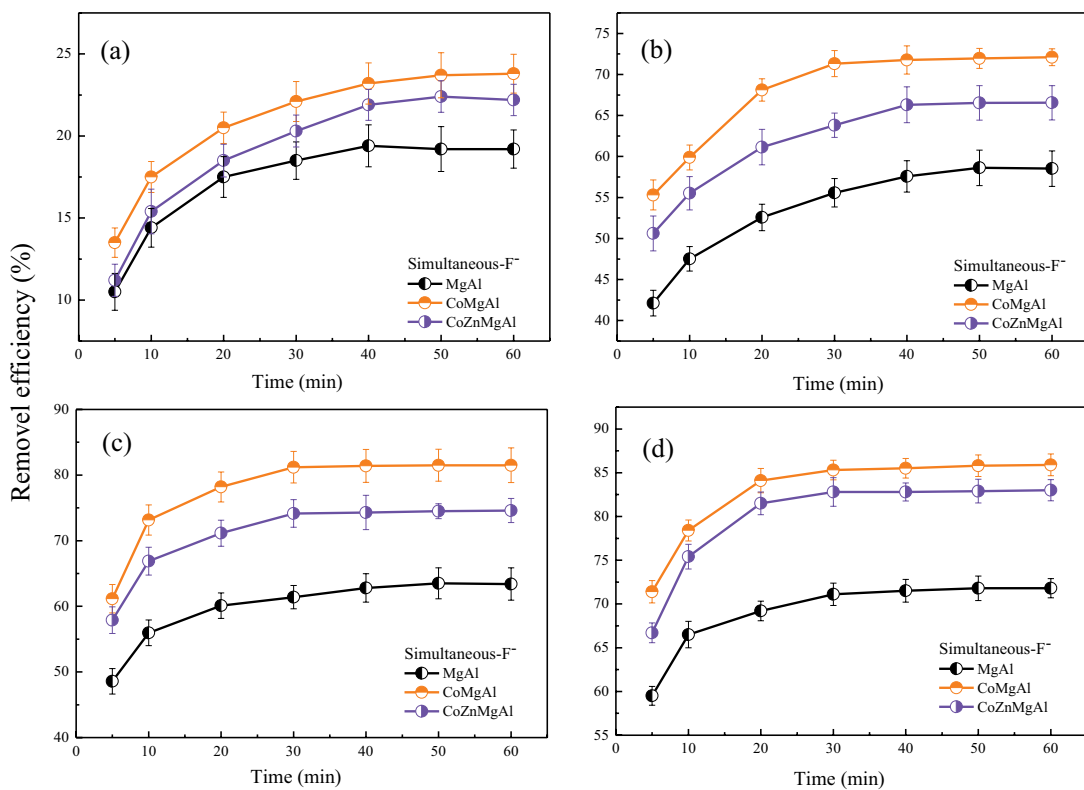 Removel efficiency (%)
(a)
25
20
15
10
0 10 20 30 40 50 60
Time (min)
Simultaneous-F⁻
MgAl
CoMgAl
CoZnMgAl
(b)
75
70
65
60
55
50
45
40
0 10 20 30 40 50 60
Time (min)
Simultaneous-F⁻
MgAl
CoMgAl
CoZnMgAl
(c)
90
80
70
60
50
40
0 10 20 30 40 50 60
Time (min)
Simultaneous-F⁻
MgAl
CoMgAl
CoZnMgAl
(d)
90
85
80
75
70
65
60
55
0 10 20 30 40 50 60
Time (min)
Simultaneous-F⁻
MgAl
CoMgAl
CoZnMgAl